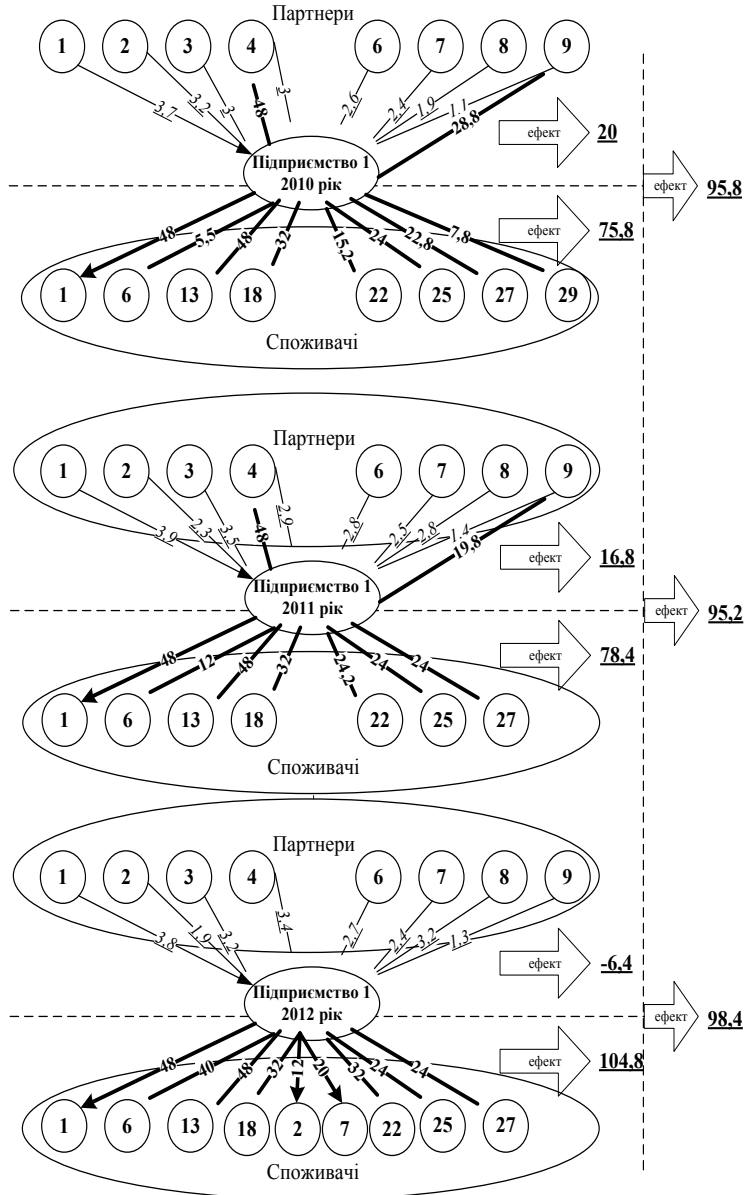 Партнери
1 2 3 4 6 7 8 9
3,7 3,2 3 48 3 2,6 2,4 1,9 1,1 28,8
ефект 20
Підприємство 1
2010 рік
ефект 95,8
48 5,5 48 32 15,2 24 22,8 7,8
ефект 75,8
1 6 13 18 22 25 27 29
Споживачі
Партнери
1 2 3 4 6 7 8 9
3,9 2,3 3,5 48 2,9 2,8 2,5 2,8 1,4 19,8
ефект 16,8
Підприємство 1
2011 рік
ефект 95,2
48 12 48 32 24,2 24 24
ефект 78,4
1 6 13 18 22 25 27
Споживачі
Партнери
1 2 3 4 6 7 8 9
3,8 1,9 3,2 3,4 2,7 2,4 3,2 1,3
ефект -6,4
Підприємство 1
2012 рік
ефект 98,4
48 40 48 32 12 20 32 24 24
ефект 104,8
1 6 13 18 2 7 22 25 27
Споживачі